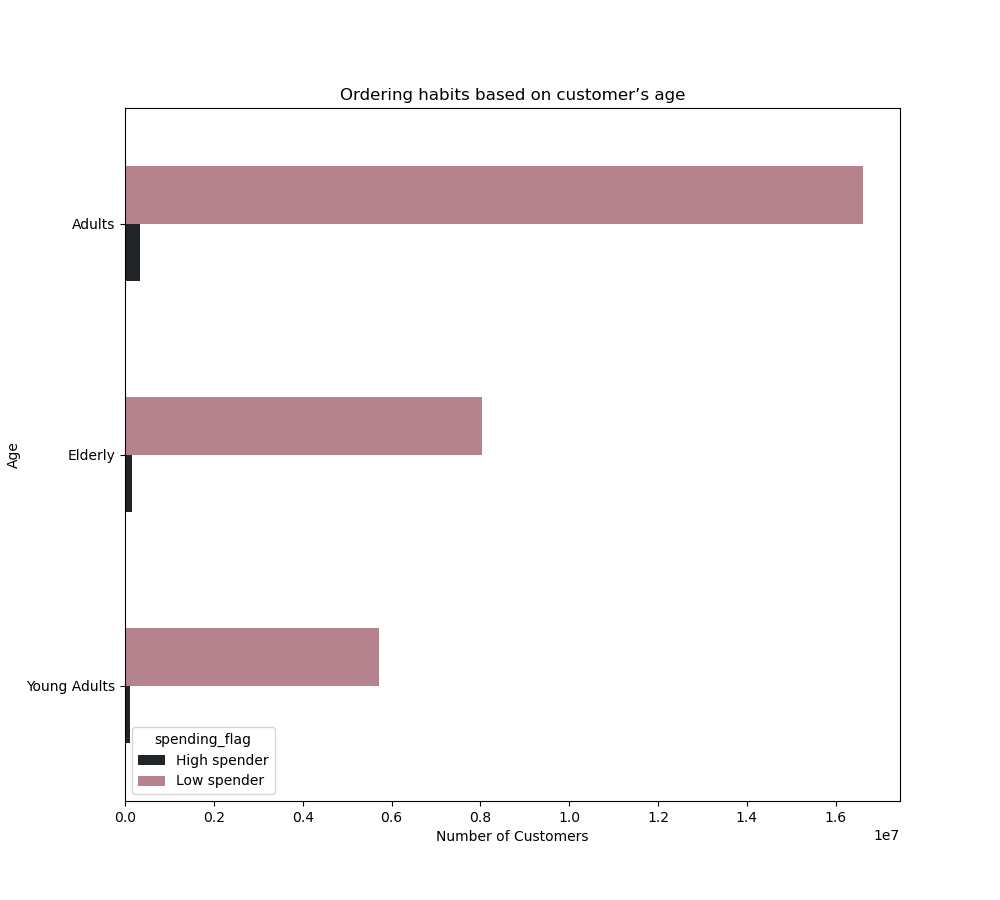 Ordering habits based on customer’s age
Adults
Elderly
Young Adults
Age
spending_flag
High spender
Low spender
0.0 0.2 0.4 0.6 0.8 1.0 1.2 1.4 1.6
1e7
Number of Customers